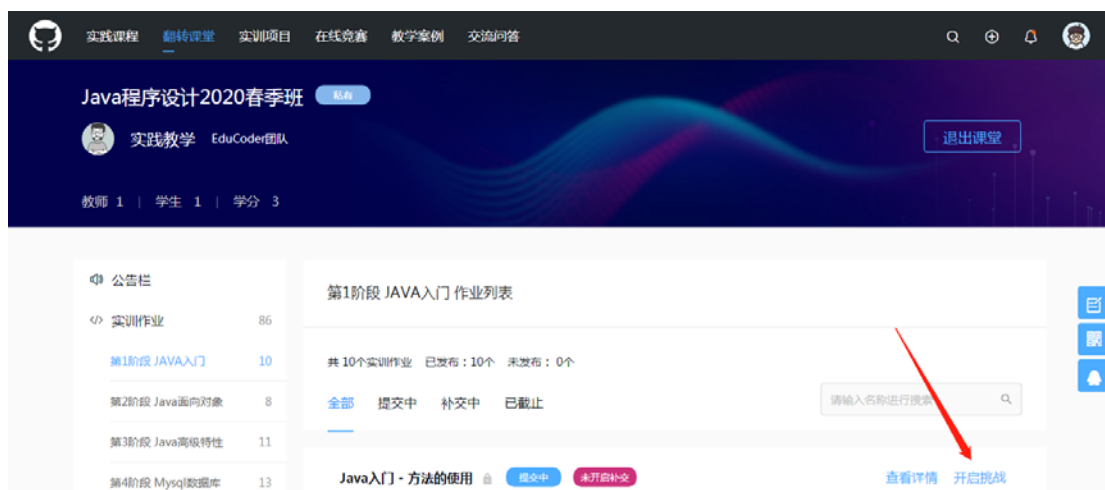 实践课程 翻转课堂 实训项目 在线竞赛 教学案例 交流问答
Java程序设计2020春季班 私有
实践教学 EduCoder团队
退出课堂
教师 1 | 学生 1 | 学分 3
公告栏
实训作业 86
第1阶段 JAVA入门 10
第2阶段 Java面向对象 8
第3阶段 Java高级特性 11
第4阶段 Mysql数据库 13
第1阶段 JAVA入门 作业列表
共 10个实训作业 已发布：10个 未发布：0个
全部 提交中 补交中 已截止
请输入名称进行搜索
Java入门 - 方法的使用 提交中 未开启补交
查看详情 开启挑战